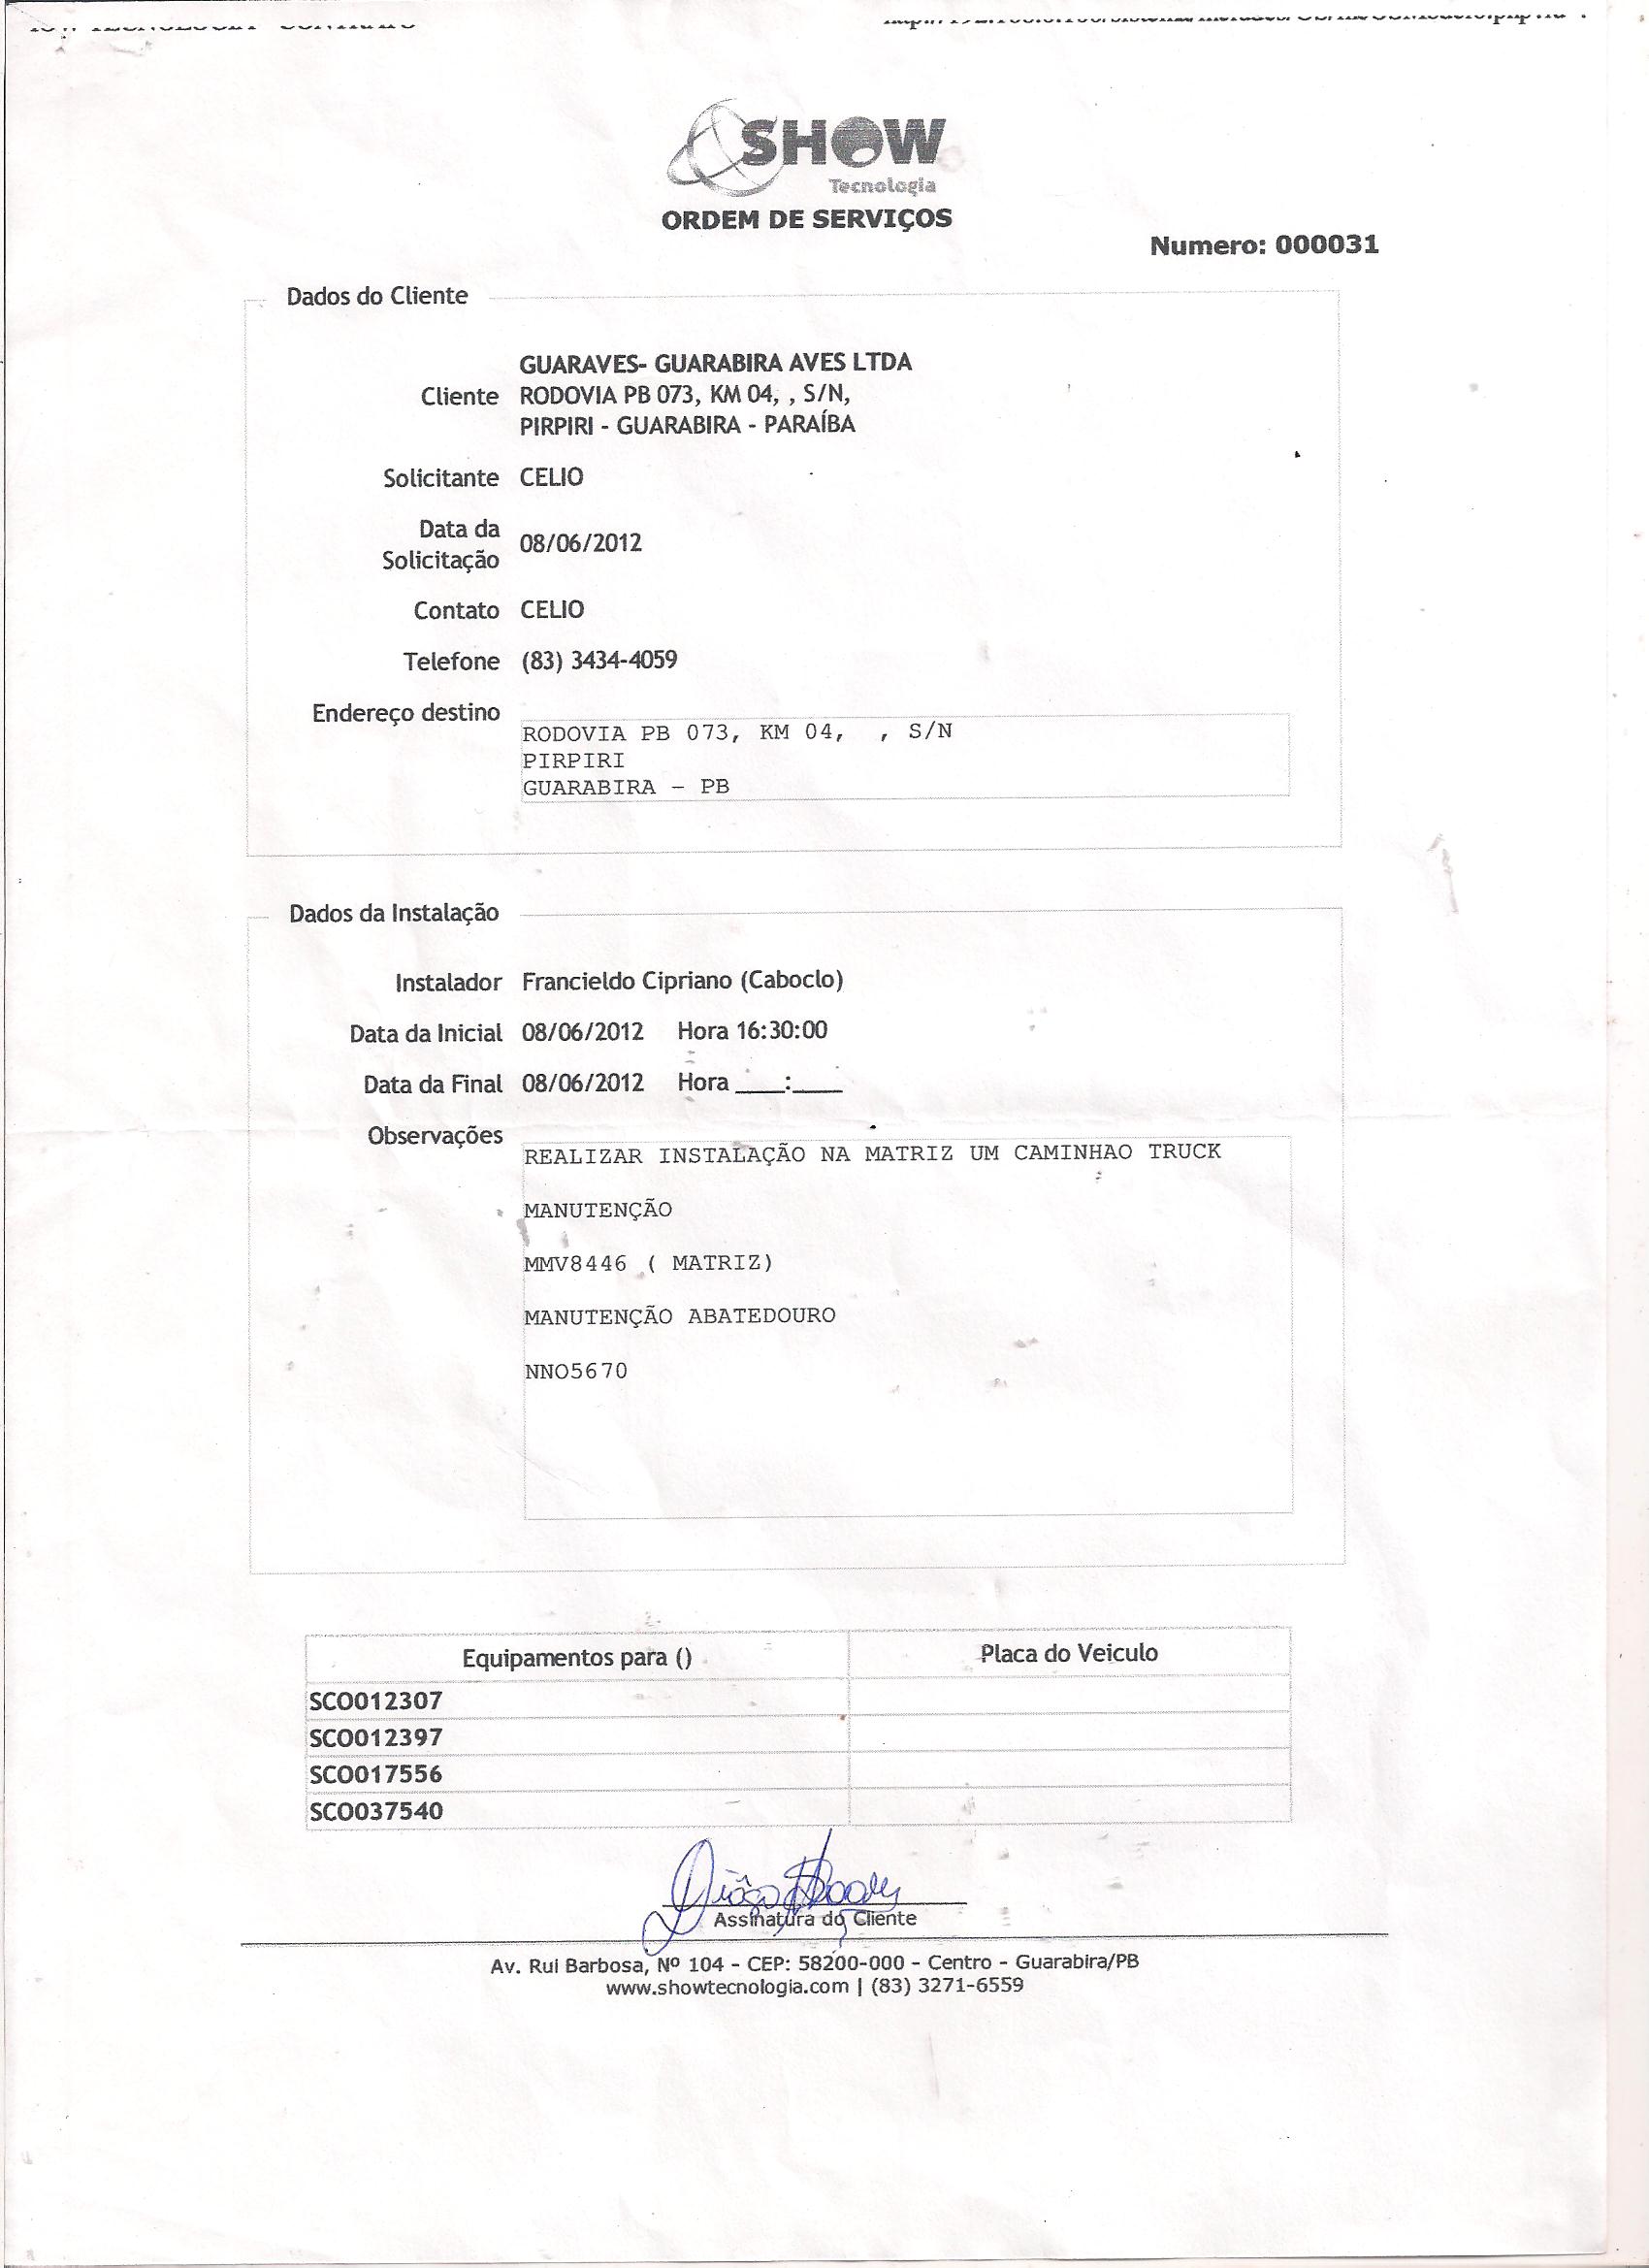 SHOW
Tecnologia
ORDEM DE SERVIÇOS
Numero: 000031
Dados do Cliente
GUARAVES- GUARABIRA AVES LTDA
Cliente RODOVIA PB 073, KM 04, , S/N,
PIRPIRI - GUARABIRA - PARAÍBA
Solicitante CELIO
Data da
Solicitação 08/06/2012
Contato CELIO
Telefone (83) 3434-4059
Endereço destino
RODOVIA PB 073, KM 04, , S/N
PIRPIRI
GUARABIRA - PB
Dados da Instalação
Instalador Francieldo Cipriano (Caboclo)
Data da Inicial 08/06/2012 Hora 16:30:00
Data da Final 08/06/2012 Hora ____:____
Observações
REALIZAR INSTALAÇÃO NA MATRIZ UM CAMINHAO TRUCK
MANUTENÇÃO
MMV8446 ( MATRIZ)
MANUTENÇÃO ABATEDOURO
NNO5670
Equipamentos para () Placa do Veiculo
SCO012307
SCO012397
SCO017556
SCO037540
Assinatura do Cliente
Av. Rui Barbosa, Nº 104 - CEP: 58200-000 - Centro - Guarabira/PB
www.showtecnologia.com | (83) 3271-6559